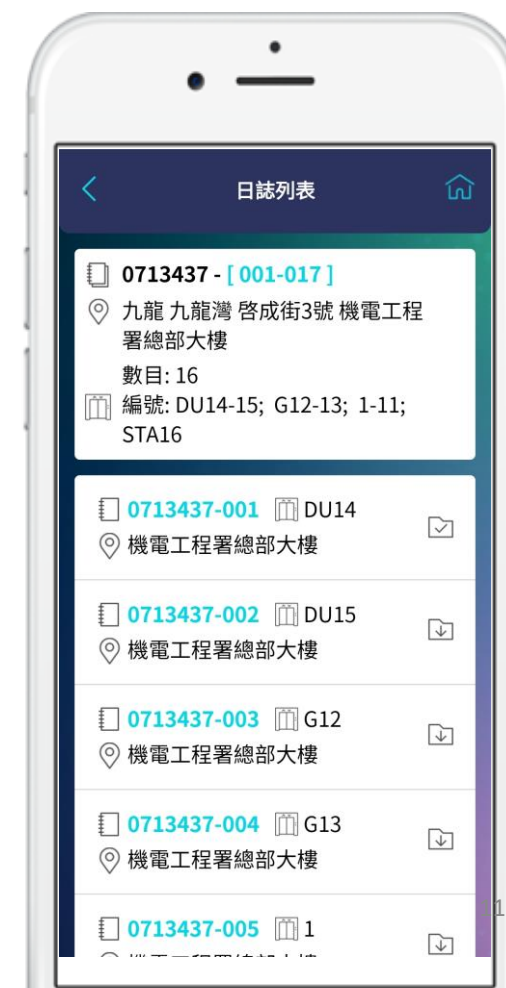 日誌列表
0713437 - [ 001-017 ]
九龍 九龍灣 啓成街3號 機電工程
署總部大樓
數目: 16
編號: DU14-15; G12-13; 1-11;
STA16
0713437-001 DU14
機電工程署總部大樓
0713437-002 DU15
機電工程署總部大樓
0713437-003 G12
機電工程署總部大樓
0713437-004 G13
機電工程署總部大樓
0713437-005 1